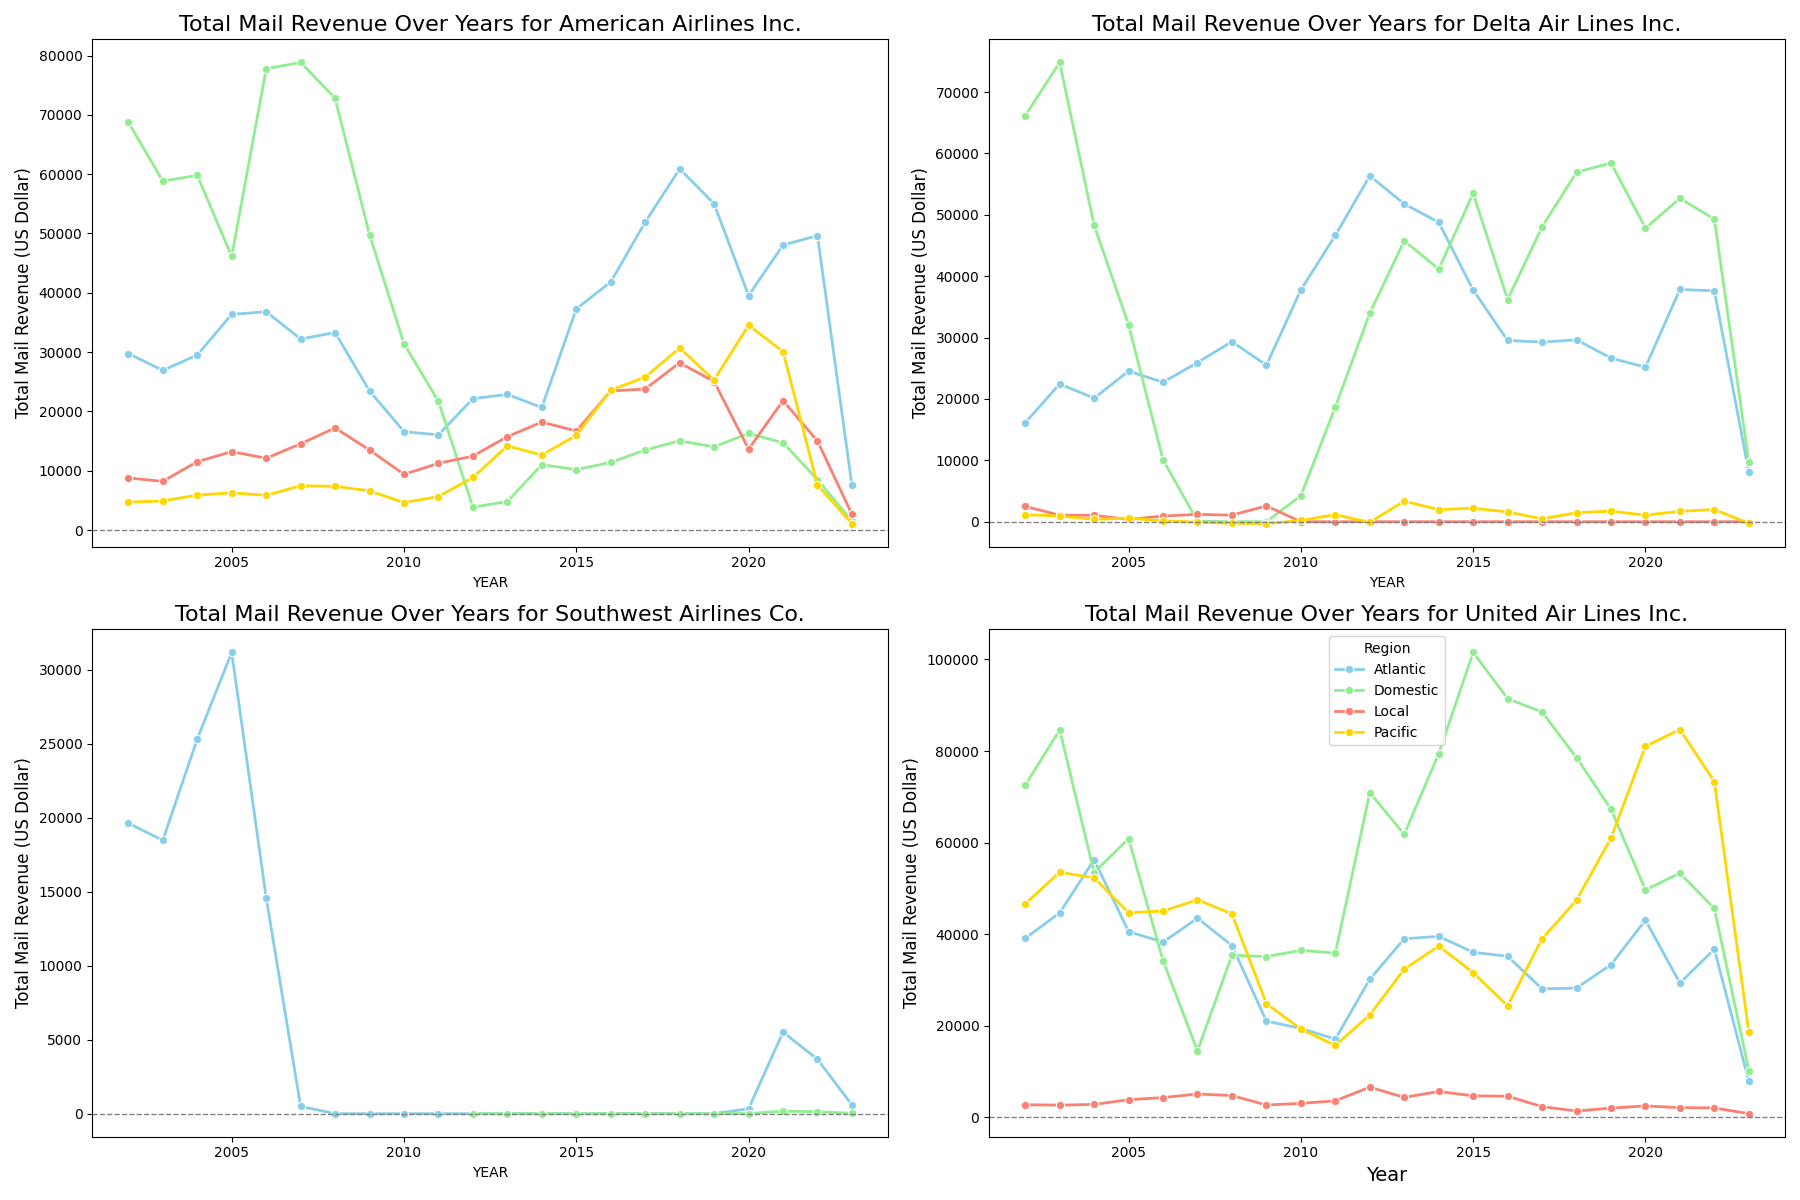 Total Mail Revenue Over Years for American Airlines Inc.
Total Mail Revenue (US Dollar)
80000
70000
60000
50000
40000
30000
20000
10000
0
2005 2010 2015 2020
YEAR
Total Mail Revenue Over Years for Delta Air Lines Inc.
Total Mail Revenue (US Dollar)
70000
60000
50000
40000
30000
20000
10000
0
2005 2010 2015 2020
YEAR
Total Mail Revenue Over Years for Southwest Airlines Co.
Total Mail Revenue (US Dollar)
30000
25000
20000
15000
10000
5000
0
2005 2010 2015 2020
YEAR
Total Mail Revenue Over Years for United Air Lines Inc.
Total Mail Revenue (US Dollar)
100000
80000
60000
40000
20000
0
Region
Atlantic
Domestic
Local
Pacific
2005 2010 2015 2020
Year